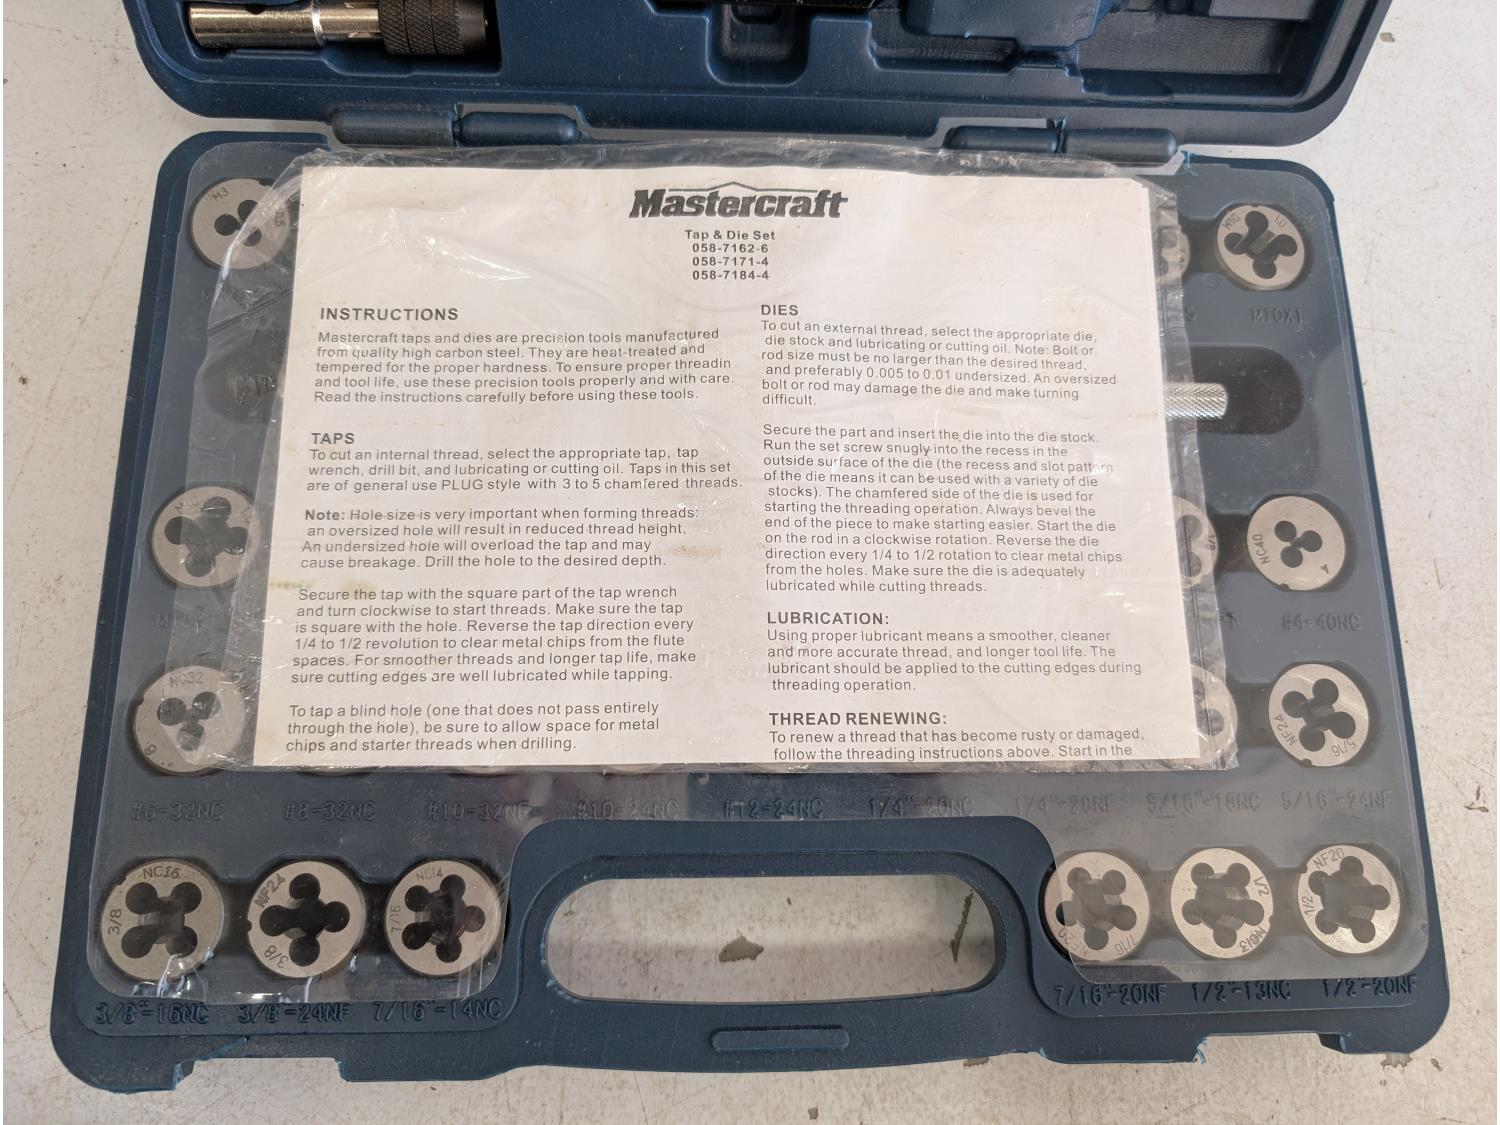 Mastercraft
Tap & Die Set
058-7162-6
058-7171-4
058-7184-4
INSTRUCTIONS
Mastercraft taps and dies are precision tools manufactured
from quality high carbon steel. They are heat-treated and
tempered for the proper hardness. To ensure proper threadin
and tool life, use these precision tools properly and with care.
Read the instructions carefully before using these tools.
TAPS
To cut an internal thread, select the appropriate tap, tap
wrench, drill bit, and lubricating or cutting oil. Taps in this set
are of general use PLUG style with 3 to 5 chamfered threads.
Note: Hole size is very important when forming threads:
an oversized hole will result in reduced thread height,
An undersized hole will overload the tap and may
cause breakage. Drill the hole to the desired depth.
Secure the tap with the square part of the tap wrench
and turn clockwise to start threads. Make sure the tap
is square with the hole. Reverse the tap direction every
1/4 to 1/2 revolution to clear metal chips from the flute
spaces. For smoother threads and longer tap life, make
sure cutting edges are well lubricated while tapping.
To tap a blind hole (one that does not pass entirely
through the hole), be sure to allow space for metal
chips and starter threads when drilling.
DIES
To cut an external thread, select the appropriate die,
die stock and lubricating or cutting oil. Note: Bolt or
rod size must be no larger than the desired thread,
and preferably 0.005 to 0.01 undersized. An oversized
bolt or rod may damage the die and make turning
difficult.
Secure the part and insert the die into the die stock.
Run the set screw snugly into the recess in the
outside surface of the die (the recess and slot pattern
of the die means it can be used with a variety of die
stocks). The chamfered side of the die is used for
starting the threading operation. Always bevel the
end of the piece to make starting easier. Start the die
on the rod in a clockwise rotation. Reverse the die
direction every 1/4 to 1/2 rotation to clear metal chips
from the holes. Make sure the die is adequately
lubricated while cutting threads.
LUBRICATION:
Using proper lubricant means a smoother, cleaner
and more accurate thread, and longer tool life. The
lubricant should be applied to the cutting edges during
threading operation.
THREAD RENEWING:
To renew a thread that has become rusty or damaged,
follow the threading instructions above. Start in the
M3
M10 1.0
M10X1
M10
NC40 4
#4-40NC
NC32 6
NF24 5/16
#6-32NC #8-32NC #10-32NF #10-24NC #12-24NC 1/4"-20NC 1/4"-28NF 5/16"-18NC 5/16"-24NF
NC16 3/8
NF24 3/8
NC14 7/16
NF20 7/16
1/2 NC13
NF20 1/2
3/8"-16NC 3/8"-24NF 7/16"-14NC 7/16"-20NF 1/2"-13NC 1/2"-20NF